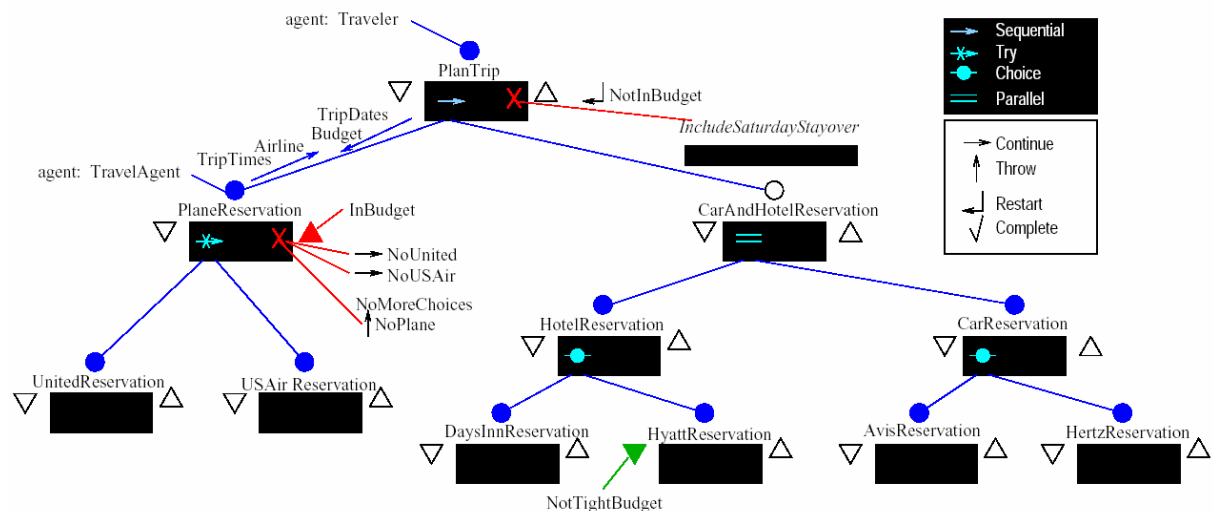 agent: Traveler
PlanTrip
Sequential
Try
Choice
Parallel
NotInBudget
IncludeSaturdayStayover
TripDates
Budget
Airline
TripTimes
agent: TravelAgent
Continue
Throw
Restart
Complete
PlaneReservation
InBudget
CarAndHotelReservation
NoUnited
NoUSAir
NoMoreChoices
NoPlane
HotelReservation
CarReservation
UnitedReservation
USAir Reservation
DaysInnReservation
HyattReservation
AvisReservation
HertzReservation
NotTightBudget